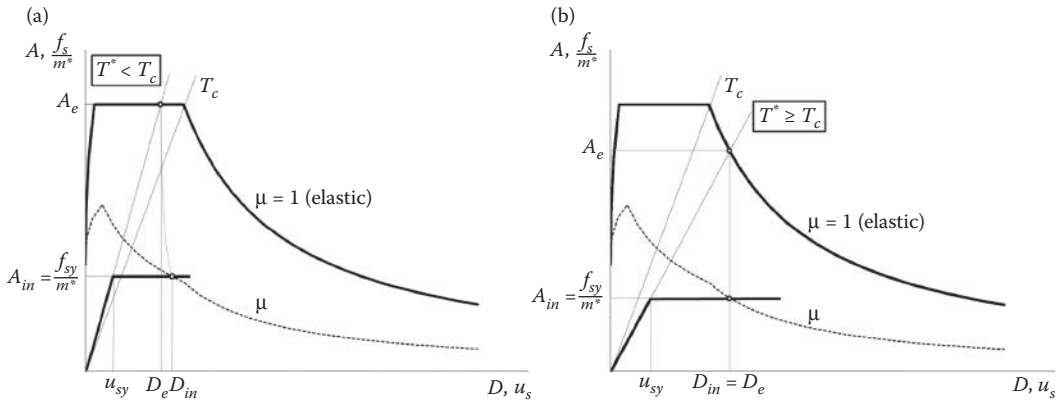 (a)
A, f_s/m*
T* < T_c
T_c
A_e
μ = 1 (elastic)
A_in = f_sy/m*
μ
u_sy
D_e D_in
D, u_s
(b)
A, f_s/m*
T_c
T* ≥ T_c
A_e
μ = 1 (elastic)
A_in = f_sy/m*
μ
u_sy
D_in = D_e
D, u_s